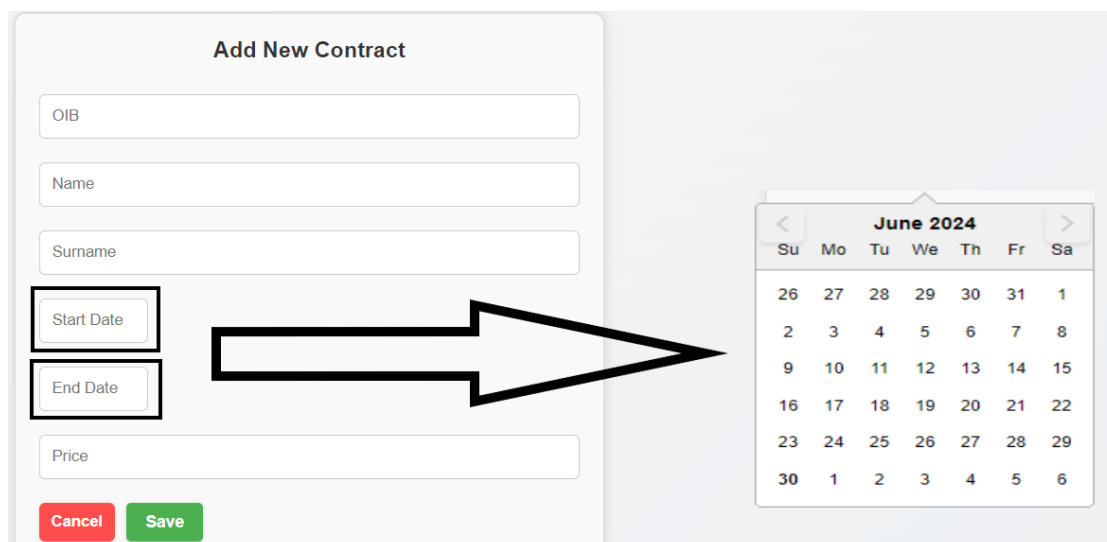 Add New Contract
OIB
Name
Surname
Start Date
End Date
Price
Cancel Save
< June 2024 >
Su Mo Tu We Th Fr Sa
26 27 28 29 30 31 1
2 3 4 5 6 7 8
9 10 11 12 13 14 15
16 17 18 19 20 21 22
23 24 25 26 27 28 29
30 1 2 3 4 5 6